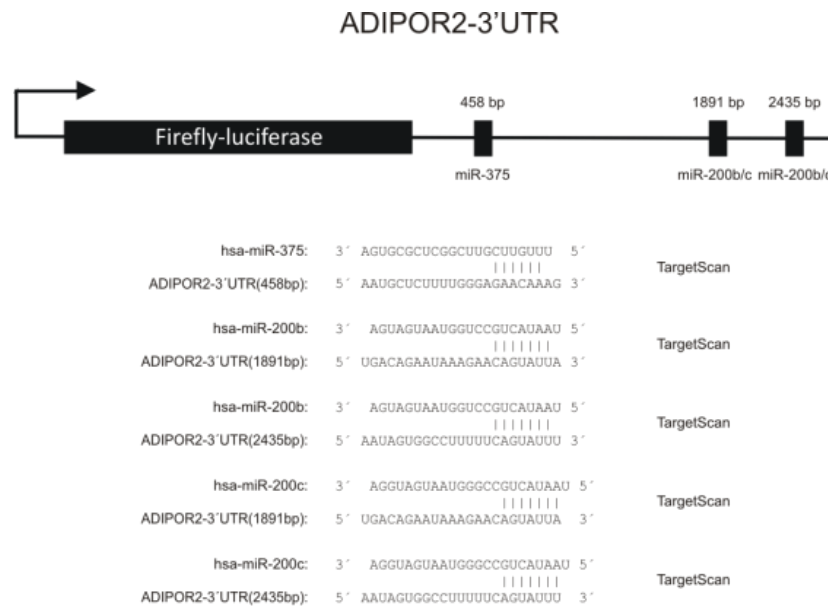 ADIPOR2-3'UTR
458 bp 1891 bp 2435 bp
Firefly-luciferase
miR-375 miR-200b/c miR-200b/c
hsa-miR-375: 3´ AGUGCGCUCGGCUUGCUUGUUU 5´
TargetScan
ADIPOR2-3´UTR(458bp): 5´ AAUGCUCUUUUGGGAGAACAAAG 3´
hsa-miR-200b: 3´ AGUAGUAAUGGUCCGUCAUAAU 5´
TargetScan
ADIPOR2-3´UTR(1891bp): 5´ UGACAGAAUAAAGAACAGUAUUA 3´
hsa-miR-200b: 3´ AGUAGUAAUGGUCCGUCAUAAU 5´
TargetScan
ADIPOR2-3´UTR(2435bp): 5´ AAUAGUGGCCUUUUUCAGUAUUU 3´
hsa-miR-200c: 3´ AGGUAGUAAUGGGCCGUCAUAAU 5´
TargetScan
ADIPOR2-3´UTR(1891bp): 5´ UGACAGAAUAAAGAACAGUAUUA 3´
hsa-miR-200c: 3´ AGGUAGUAAUGGGCCGUCAUAAU 5´
TargetScan
ADIPOR2-3´UTR(2435bp): 5´ AAUAGUGGCCUUUUUCAGUAUUU 3´